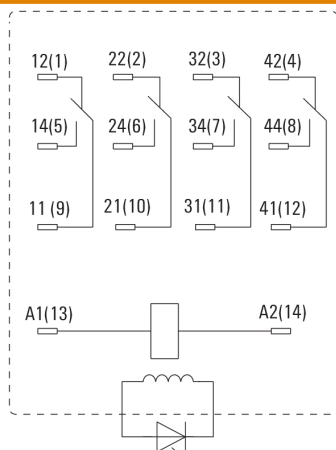 12(1) 22(2) 32(3) 42(4)
14(5) 24(6) 34(7) 44(8)
11 (9) 21(10) 31(11) 41(12)
A1(13) A2(14)